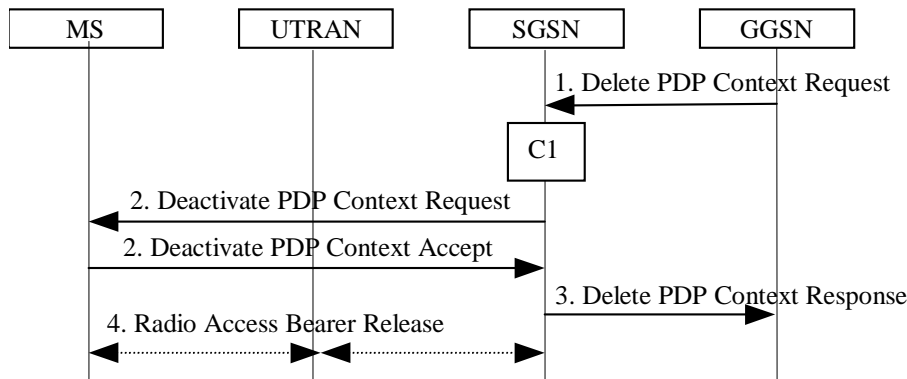 MS
UTRAN
SGSN
GGSN
1. Delete PDP Context Request
C1
2. Deactivate PDP Context Request
2. Deactivate PDP Context Accept
3. Delete PDP Context Response
4. Radio Access Bearer Release